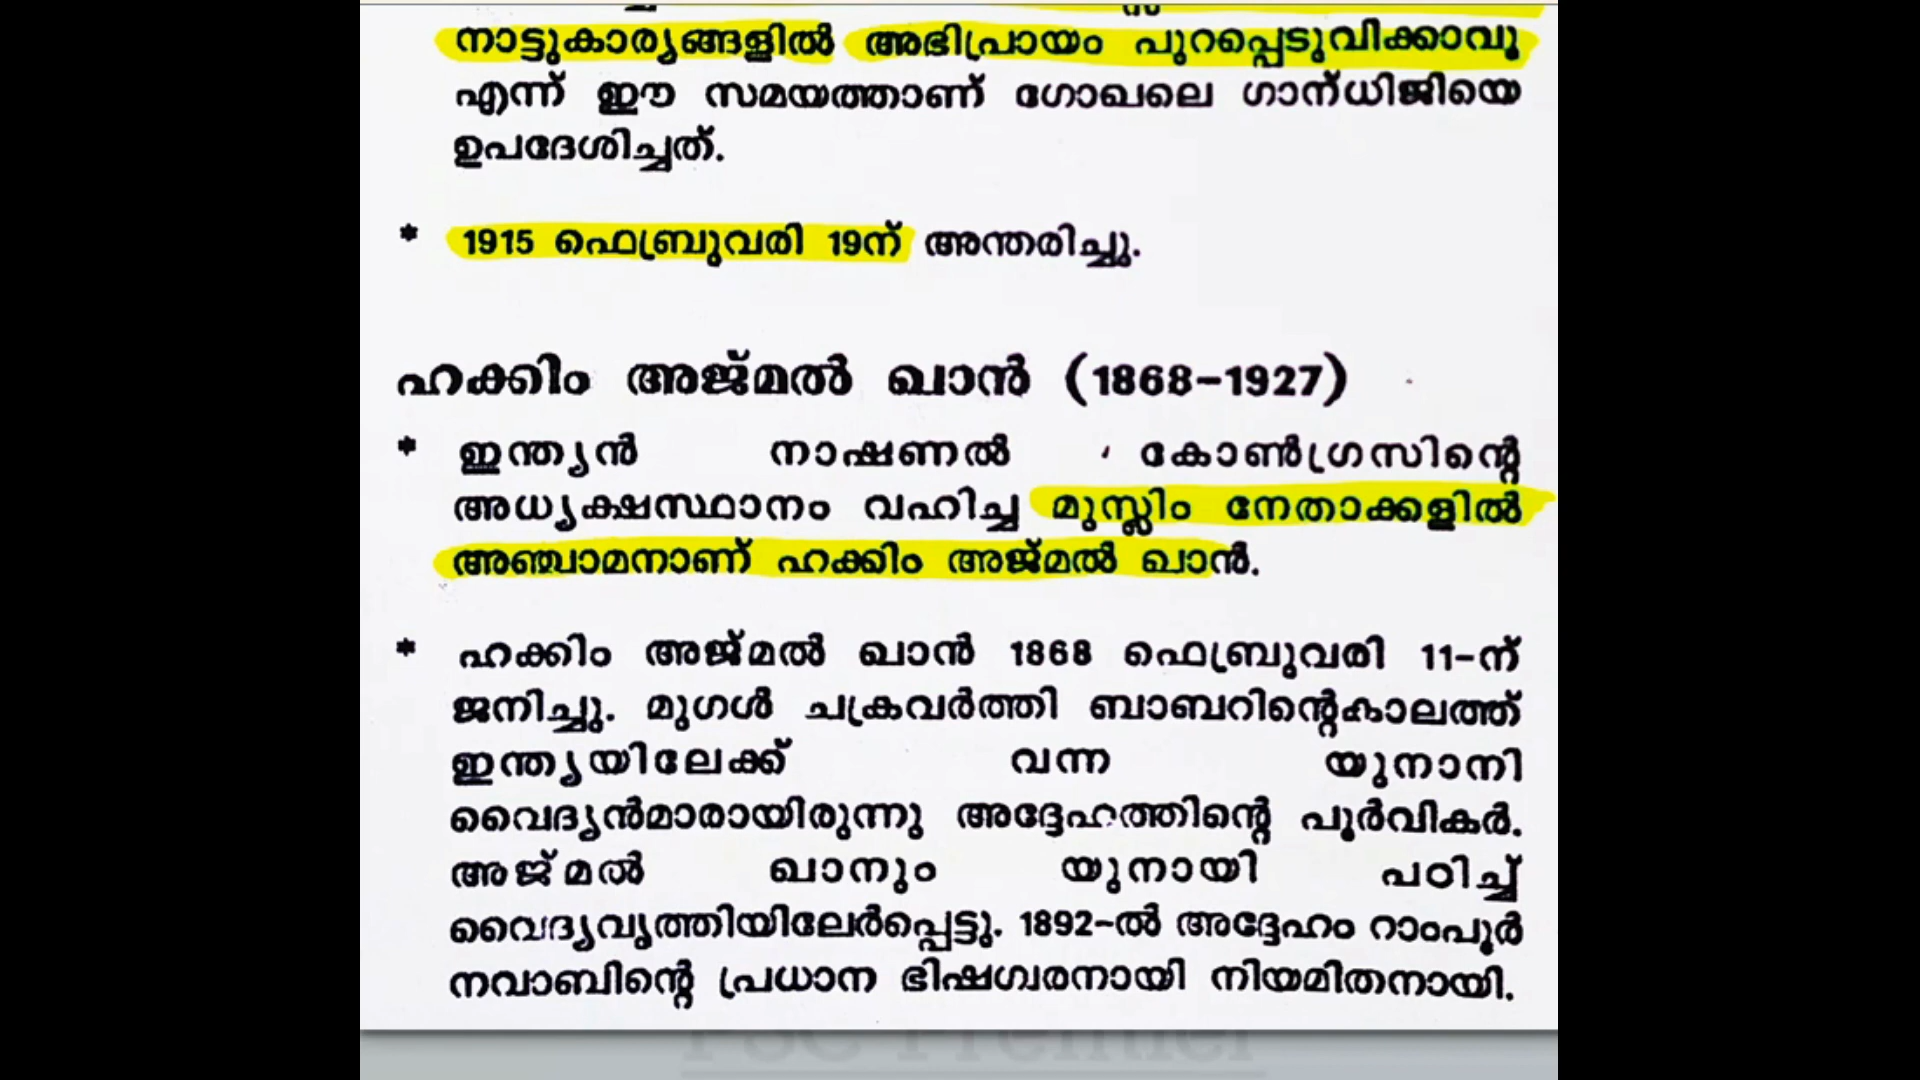 നാട്ടുകാര്യങ്ങളിൽ അഭിപ്രായം പുറപ്പെടുവിക്കാവൂ
എന്ന് ഈ സമയത്താണ് ഗോഖലെ ഗാന്ധിജിയെ
ഉപദേശിച്ചത്.
* 1915 ഫെബ്രുവരി 19ന് അന്തരിച്ചു.
ഹക്കീം അജ്മൽ ഖാൻ (1868-1927)
* ഇന്ത്യൻ നാഷണൽ കോൺഗ്രസിന്റെ
അധ്യക്ഷസ്ഥാനം വഹിച്ച മുസ്ലിം നേതാക്കളിൽ
അഞ്ചാമനാണ് ഹക്കിം അജ്മൽ ഖാൻ.
* ഹക്കിം അജ്മൽ ഖാൻ 1868 ഫെബ്രുവരി 11-ന്
ജനിച്ചു. മുഗൾ ചക്രവർത്തി ബാബറിന്റെകാലത്ത്
ഇന്ത്യയിലേക്ക് വന്ന യുനാനി
വൈദ്യൻമാരായിരുന്നു അദ്ദേഹത്തിന്റെ പൂർവികർ.
അജ്മൽ ഖാനും യുനായി പഠിച്ച്
വൈദ്യവൃത്തിയിലേർപ്പെട്ടു. 1892-ൽ അദ്ദേഹം റാംപൂർ
നവാബിന്റെ പ്രധാന ഭിഷഗ്വരനായി നിയമിതനായി.
PSC Premier